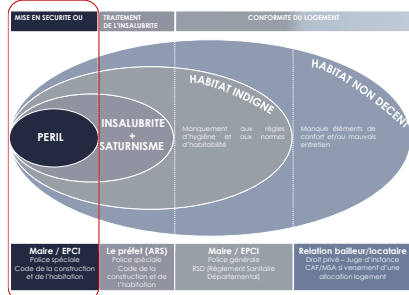 MISE EN SECURITE OU
TRAITEMENT
DE L'INSALUBRITE
CONFORMITE DU LOGEMENT
PERIL
INSALUBRITE
+
SATURNISME
HABITAT INDIGNE
Manquement aux règles
d'hygiène et aux normes
d'habitabilité
HABITAT NON DECENT
Manque éléments de
confort et/ou mauvais
entretien
Maire / EPCI
Police spéciale
Code de la construction
et de l'habitation
Le préfet (ARS)
Police spéciale
Code de la
construction et de
l'habitation
Maire / EPCI
Police générale
RSD (Règlement Sanitaire
Départemental)
Relation bailleur/locataire
Droit privé – Juge d'instance
CAF/MSA si versement d'une
allocation logement